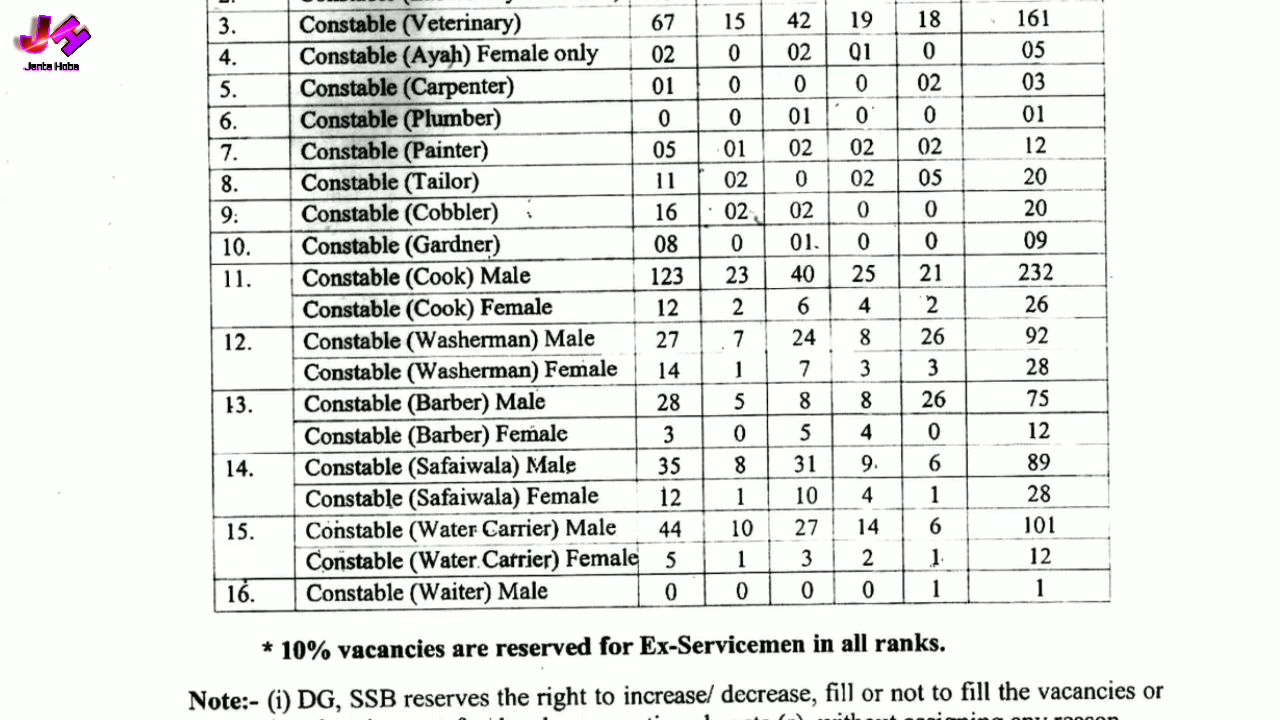 JH
Janta Hoba
3. Constable (Veterinary) 67 15 42 19 18 161
4. Constable (Ayah) Female only 02 0 02 01 0 05
5. Constable (Carpenter) 01 0 0 0 02 03
6. Constable (Plumber) 0 0 01 0 0 01
7. Constable (Painter) 05 01 02 02 02 12
8. Constable (Tailor) 11 02 0 02 05 20
9. Constable (Cobbler) 16 02 02 0 0 20
10. Constable (Gardner) 08 0 01 0 0 09
11. Constable (Cook) Male 123 23 40 25 21 232
Constable (Cook) Female 12 2 6 4 2 26
12. Constable (Washerman) Male 27 7 24 8 26 92
Constable (Washerman) Female 14 1 7 3 3 28
13. Constable (Barber) Male 28 5 8 8 26 75
Constable (Barber) Female 3 0 5 4 0 12
14. Constable (Safaiwala) Male 35 8 31 9 6 89
Constable (Safaiwala) Female 12 1 10 4 1 28
15. Constable (Water Carrier) Male 44 10 27 14 6 101
Constable (Water Carrier) Female 5 1 3 2 1 12
16. Constable (Waiter) Male 0 0 0 0 1 1
* 10% vacancies are reserved for Ex-Servicemen in all ranks.
Note:- (i) DG, SSB reserves the right to increase/ decrease, fill or not to fill the vacancies or
without assigning any reason